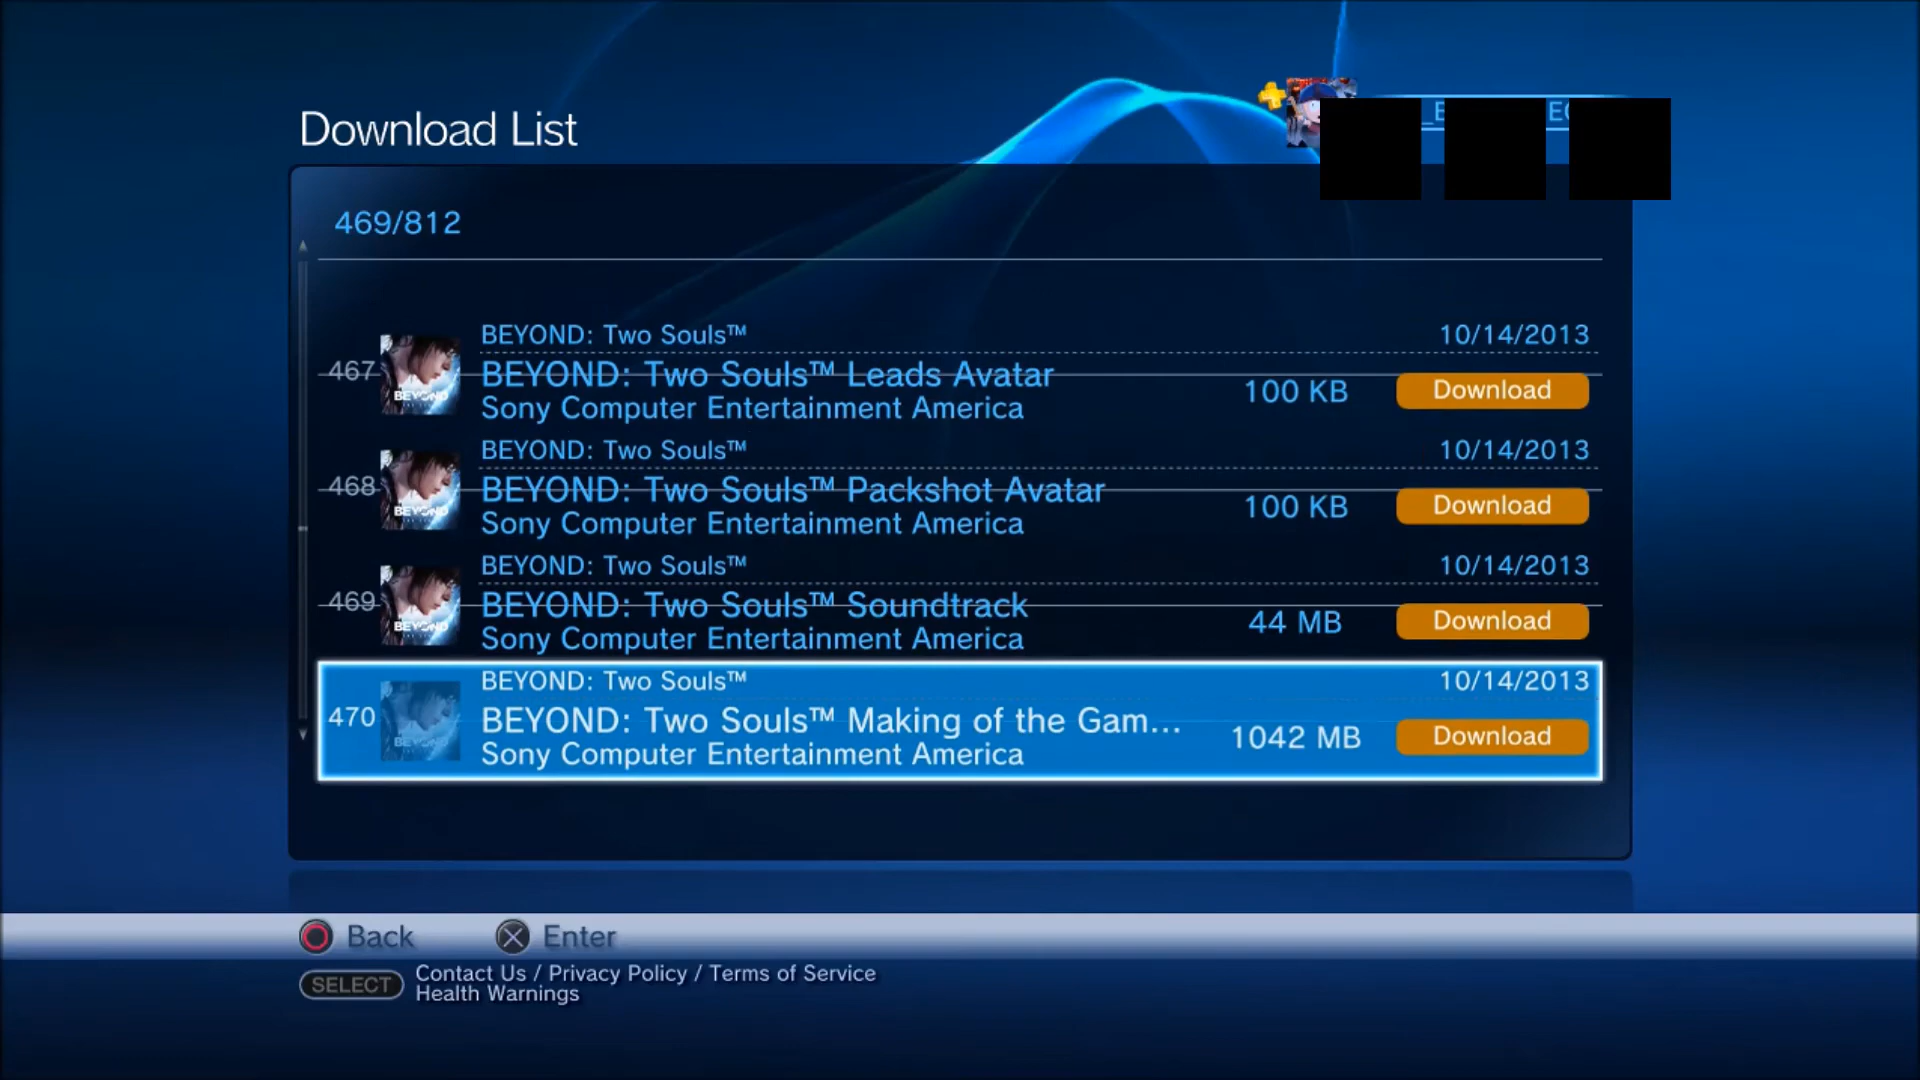 Download List
469/812
BEYOND: Two Souls™ 10/14/2013
467 BEYOND: Two Souls™ Leads Avatar
Sony Computer Entertainment America 100 KB Download
BEYOND: Two Souls™ 10/14/2013
468 BEYOND: Two Souls™ Packshot Avatar
Sony Computer Entertainment America 100 KB Download
BEYOND: Two Souls™ 10/14/2013
469 BEYOND: Two Souls™ Soundtrack
Sony Computer Entertainment America 44 MB Download
BEYOND: Two Souls™ 10/14/2013
470 BEYOND: Two Souls™ Making of the Gam...
Sony Computer Entertainment America 1042 MB Download
Back Enter
SELECT Contact Us / Privacy Policy / Terms of Service
Health Warnings